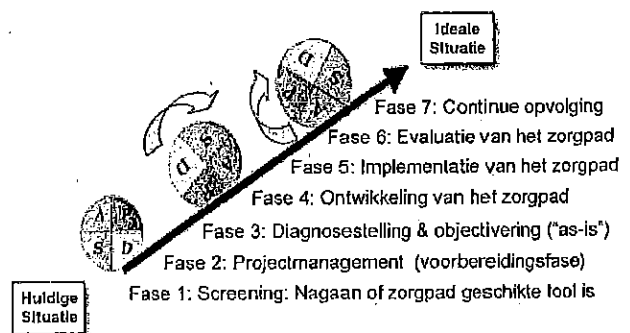 Ideale
Situatie
Fase 7: Continue opvolging
Fase 6: Evaluatie van het zorgpad
Fase 5: Implementatie van het zorgpad
Fase 4: Ontwikkeling van het zorgpad
Fase 3: Diagnosestelling & objectivering ("as-is")
Fase 2: Projectmanagement (voorbereidingsfase)
Fase 1: Screening: Nagaan of zorgpad geschikte tool is
Huidige
Situatie
A P
S D